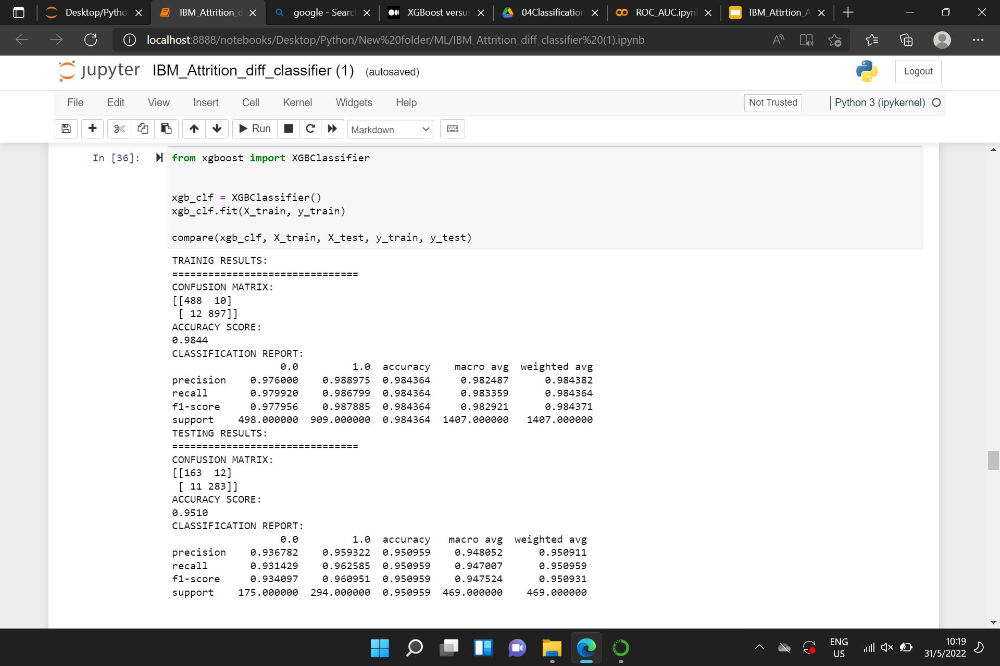 Desktop/Pytho
IBM_Attrition_d
google - Searc
XGBoost versus
04Classification
ROC_AUC.ipyn
IBM_Attrtion_A
localhost:8888/notebooks/Desktop/Python/New%20folder/ML/IBM_Attrition_diff_classifier%20(1).ipynb
jupyter IBM_Attrition_diff_classifier (1) (autosaved)
Logout
File Edit View Insert Cell Kernel Widgets Help
Not Trusted
Python 3 (ipykernel)
Run
Markdown
In [36]:
from xgboost import XGBClassifier
xgb_clf = XGBClassifier()
xgb_clf.fit(X_train, y_train)
compare(xgb_clf, X_train, X_test, y_train, y_test)
TRAINIG RESULTS:
===============================
CONFUSION MATRIX:
[[488  10]
 [ 12 897]]
ACCURACY SCORE:
0.9844
CLASSIFICATION REPORT:
0.0 1.0 accuracy macro avg weighted avg
precision 0.976000 0.988975 0.984364 0.982487 0.984382
recall 0.979920 0.986799 0.984364 0.983359 0.984364
f1-score 0.977956 0.987885 0.984364 0.982921 0.984371
support 498.000000 909.000000 0.984364 1407.000000 1407.000000
TESTING RESULTS:
===============================
CONFUSION MATRIX:
[[163  12]
 [ 11 283]]
ACCURACY SCORE:
0.9510
CLASSIFICATION REPORT:
0.0 1.0 accuracy macro avg weighted avg
precision 0.936782 0.959322 0.950959 0.948052 0.950911
recall 0.931429 0.962585 0.950959 0.947007 0.950959
f1-score 0.934097 0.960951 0.950959 0.947524 0.950931
support 175.000000 294.000000 0.950959 469.000000 469.000000
ENG
US
10:19
31/5/2022